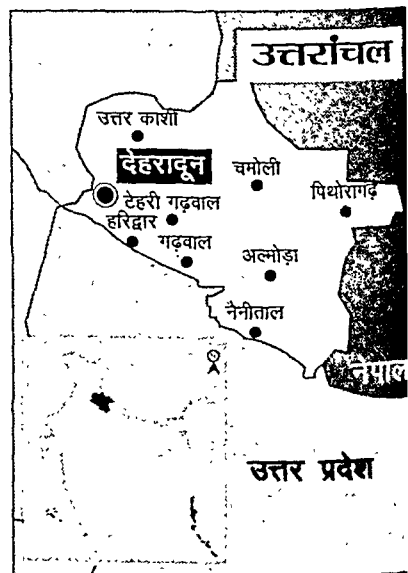 उत्तरांचल
उत्तर काशी
देहरादून
चमोली
पिथोरागढ़
टेहरी गढ़वाल
हरिद्वार
गढ़वाल
अल्मोड़ा
नैनीताल
नेपाल
उत्तर प्रदेश